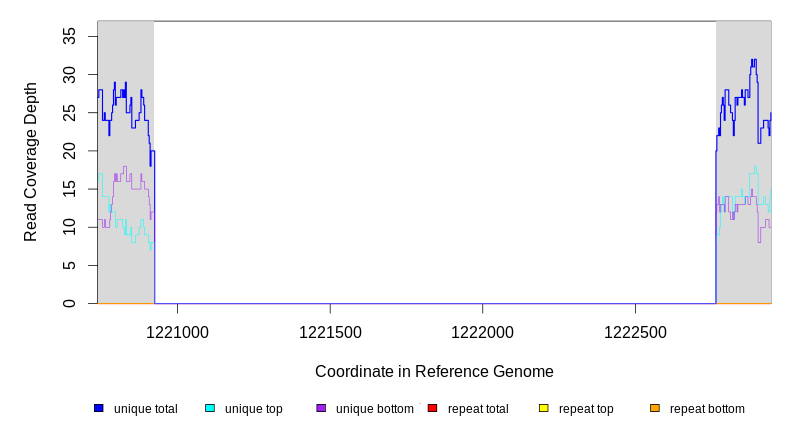 Read Coverage Depth
35
30
25
20
15
10
5
0
1221000 1221500 1222000 1222500
Coordinate in Reference Genome
unique total unique top unique bottom repeat total repeat top repeat bottom